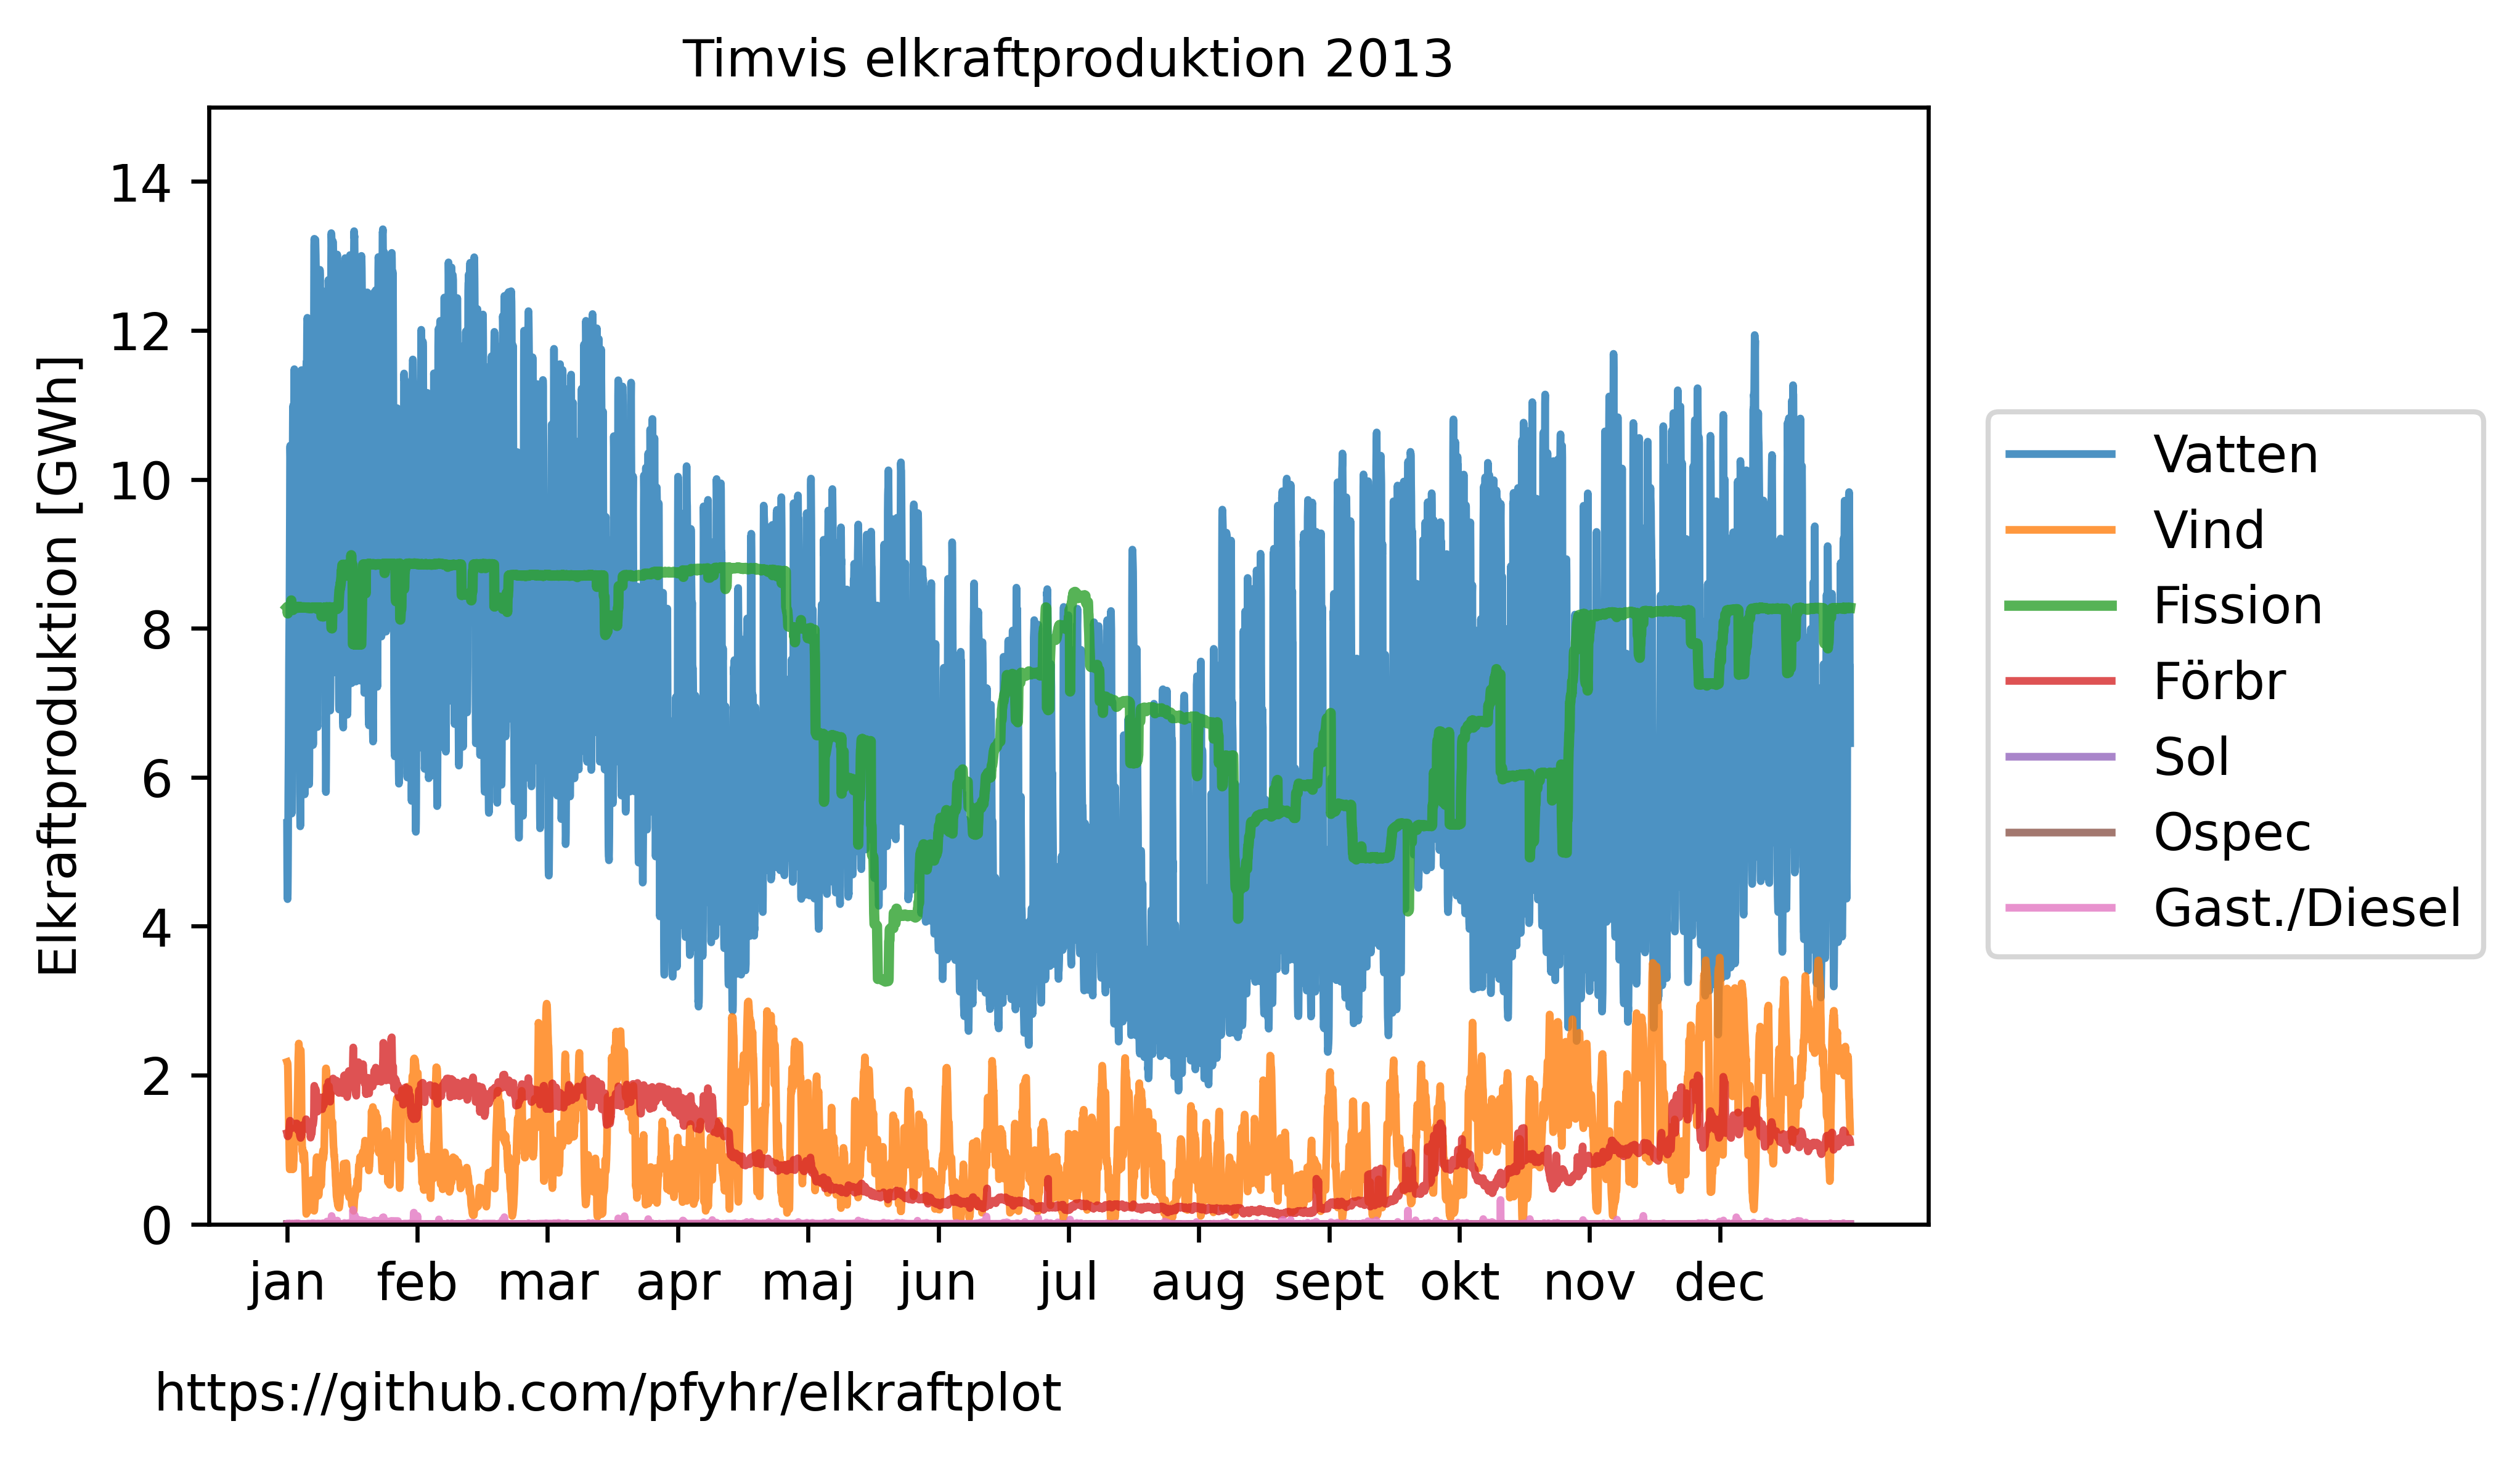 Timvis elkraftproduktion 2013
Elkraftproduktion [GWh]
14
12
10
8
6
4
2
0
jan feb mar apr maj jun jul aug sept okt nov dec
Vatten
Vind
Fission
Förbr
Sol
Ospec
Gast./Diesel
https://github.com/pfyhr/elkraftplot